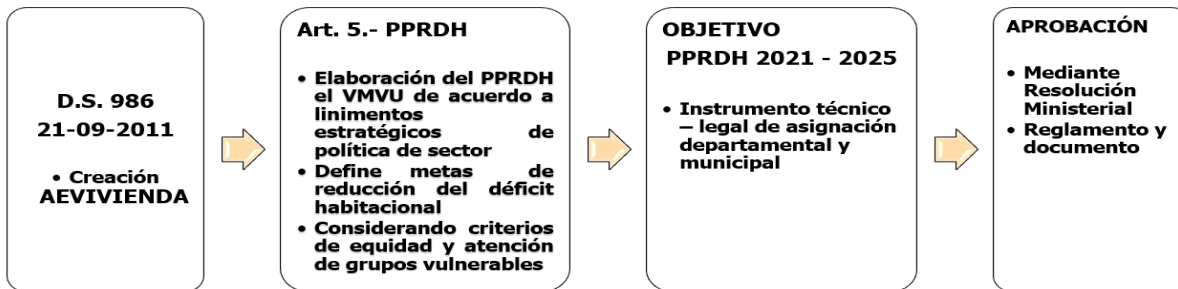 D.S. 986
21-09-2011
• Creación
AEVIVIENDA
Art. 5.- PPRDH
• Elaboración del PPRDH
el VMVU de acuerdo a
linimentos
estratégicos de
política de sector
• Define metas de
reducción del déficit
habitacional
• Considerando criterios
de equidad y atención
de grupos vulnerables
OBJETIVO
PPRDH 2021 - 2025
• Instrumento técnico
– legal de asignación
departamental y
municipal
APROBACIÓN
• Mediante
Resolución
Ministerial
• Reglamento y
documento